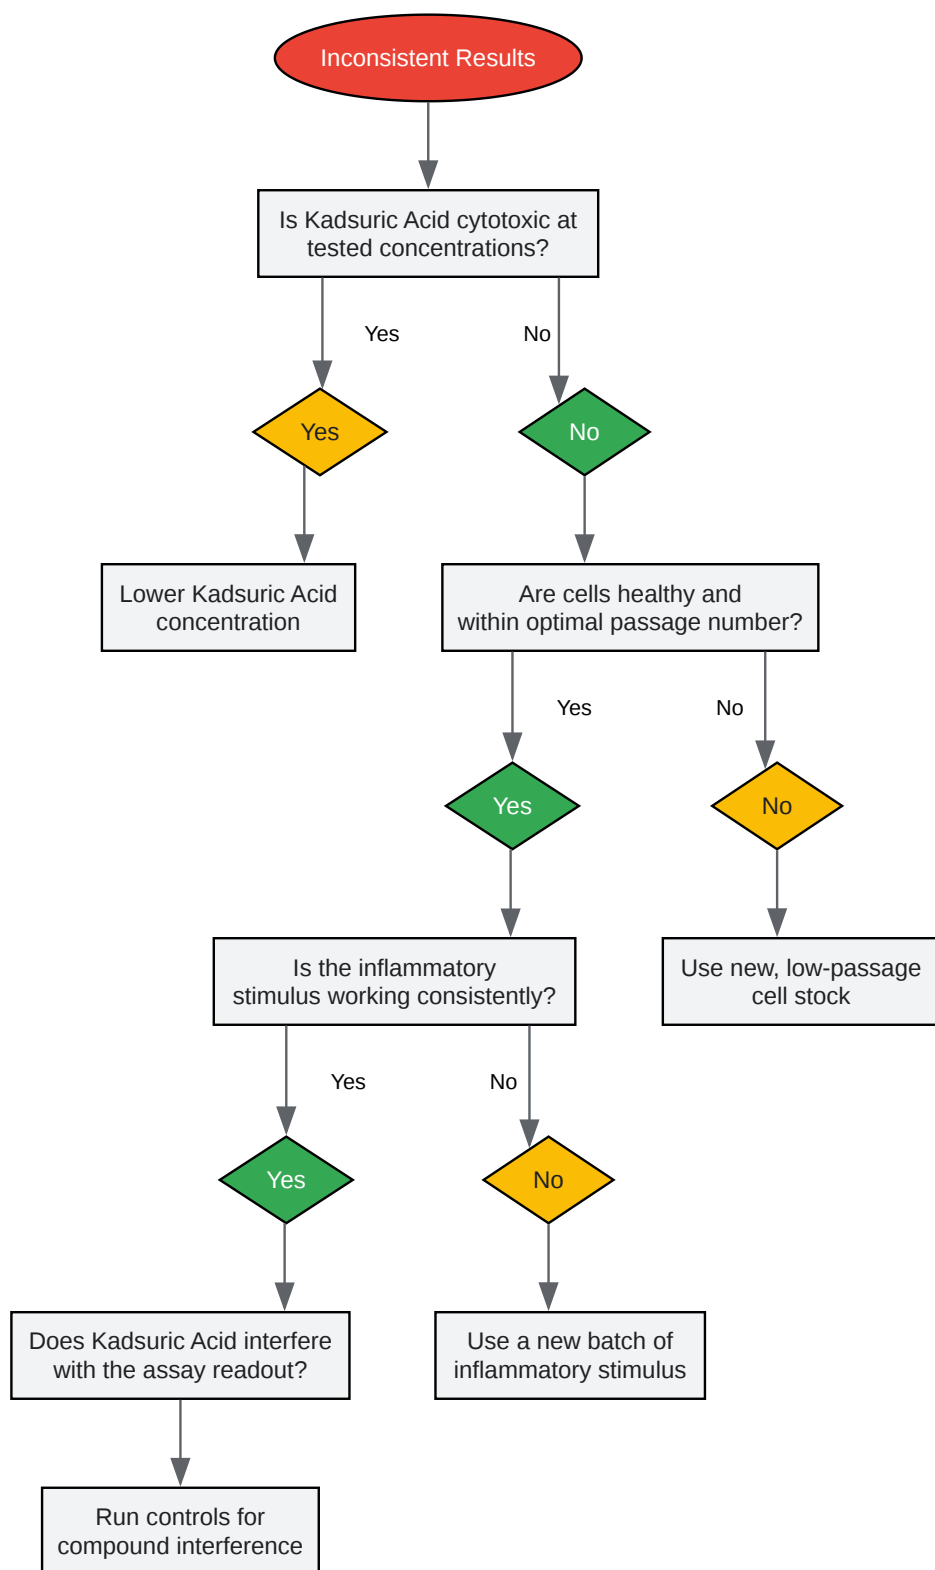 Inconsistent Results
Is Kadsuric Acid cytotoxic at
tested concentrations?
Yes
No
Yes
No
Lower Kadsuric Acid
concentration
Are cells healthy and
within optimal passage number?
Yes
No
Yes
No
Is the inflammatory
stimulus working consistently?
Use new, low-passage
cell stock
Yes
No
Yes
No
Does Kadsuric Acid interfere
with the assay readout?
Use a new batch of
inflammatory stimulus
Run controls for
compound interference